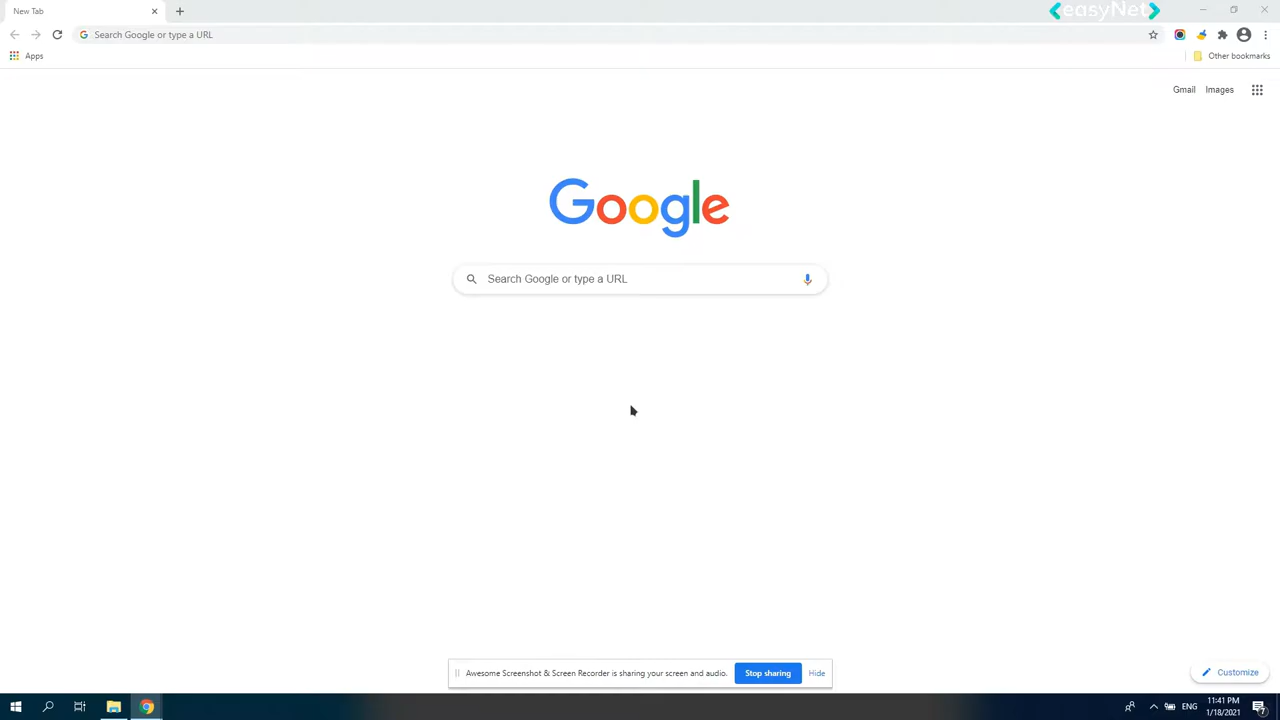 New Tab
<easyNet>
Search Google or type a URL
Apps
Other bookmarks
Gmail
Images
Google
Search Google or type a URL
Awesome Screenshot & Screen Recorder is sharing your screen and audio.
Stop sharing
Hide
Customize
ENG
11:41 PM
1/18/2021
7